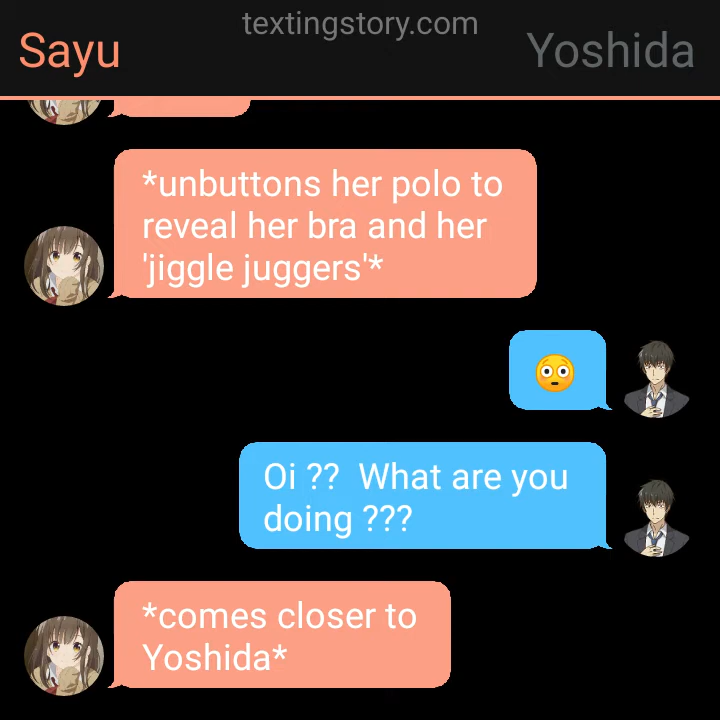 textingstory.com
Sayu
Yoshida
*unbuttons her polo to
reveal her bra and her
'jiggle juggers'*
😳
Oi ??  What are you
doing ???
*comes closer to
Yoshida*